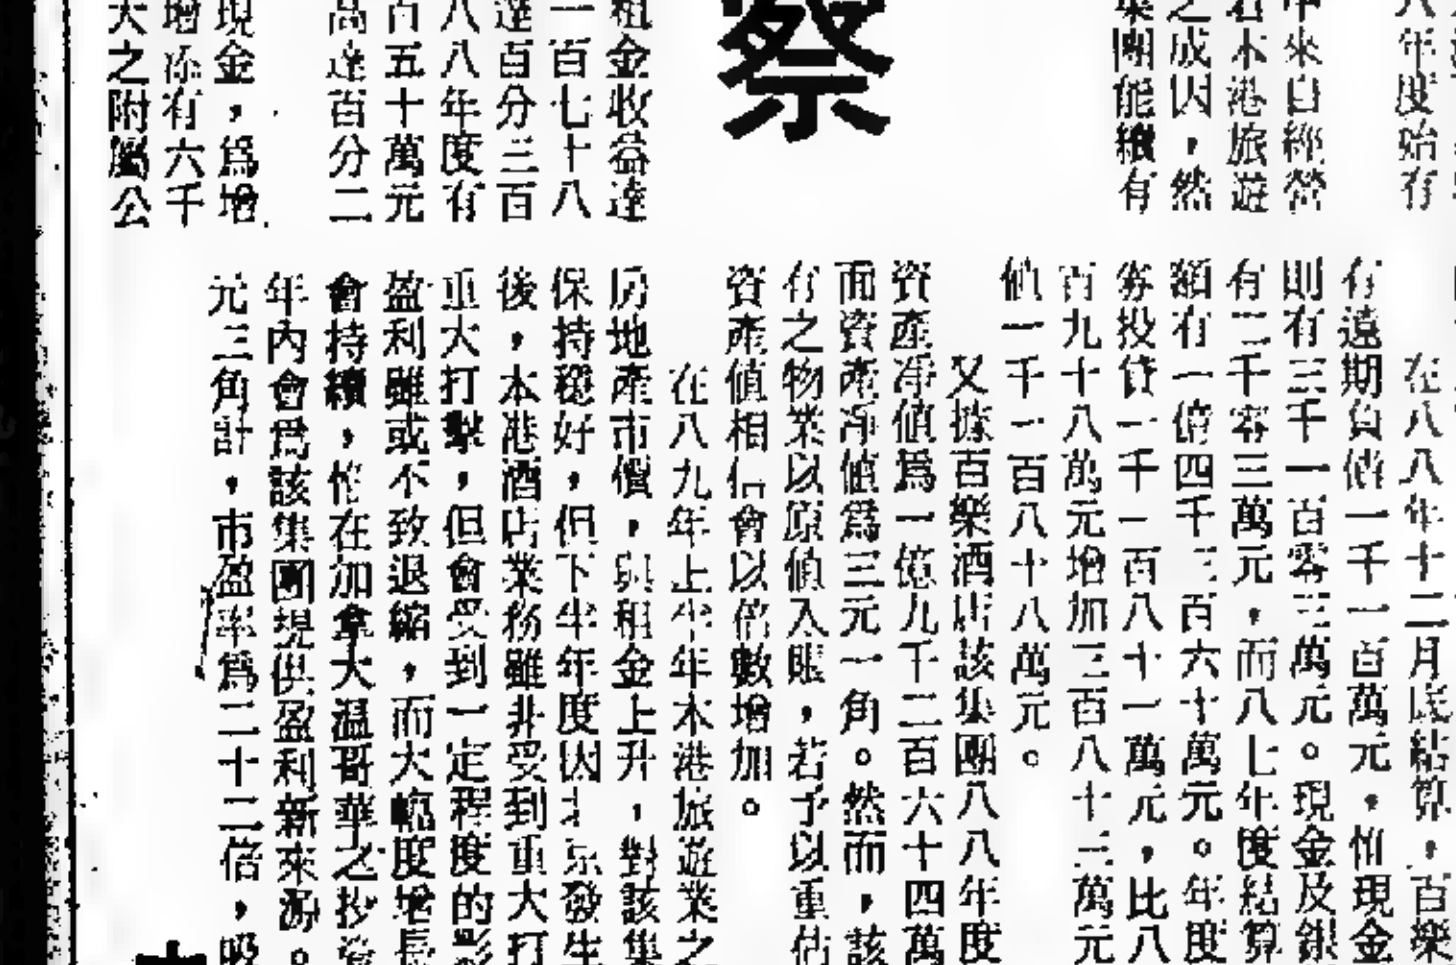 八年度始有
中來自經營
若本港旅遊
之成因，然
集團能續有
察
租金收益達
一百七十八
達百分三百
八八年度有
百五十萬元
高達百分二
現金，爲增
增添有六千
大之附屬公
在八八年十二月底結算，百樂
有遠期負債一千一百萬元，惟現金
則有三千一百零三萬元。現金及銀
有二千零三萬元，而八七年度結算
額有一億四千三百六十萬元。年度
券投資一千一百八十一萬元，比八
百九十八萬元增加三百八十三萬元
值一千一百八十八萬元。
又據百樂酒店該集團八八年度
資產淨值爲一億九千二百六十四萬
而資產淨值爲三元一角。然而，該
有之物業以原值入賬，若予以重估
資產值相信會以倍數增加。
在八九年上半年本港旅遊業之
房地產市價，與租金上升，對該集
保持穩好，但下半年度因北京發生
後，本港酒店業務雖非受到重大打
重大打擊，但會受到一定程度的影
盈利雖或不致退縮，而大幅度增長
會持續，惟在加拿大温哥華之抄
年內會爲該集團提供盈利新來源。
元三角計，市盈率爲二十二倍，吸